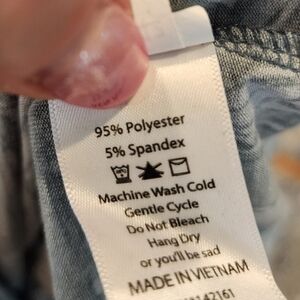 95% Polyester
5% Spandex
Machine Wash Cold
Gentle Cycle
Do Not Bleach
Hang Dry
or you'll be sad
MADE IN VIETNAM
42161